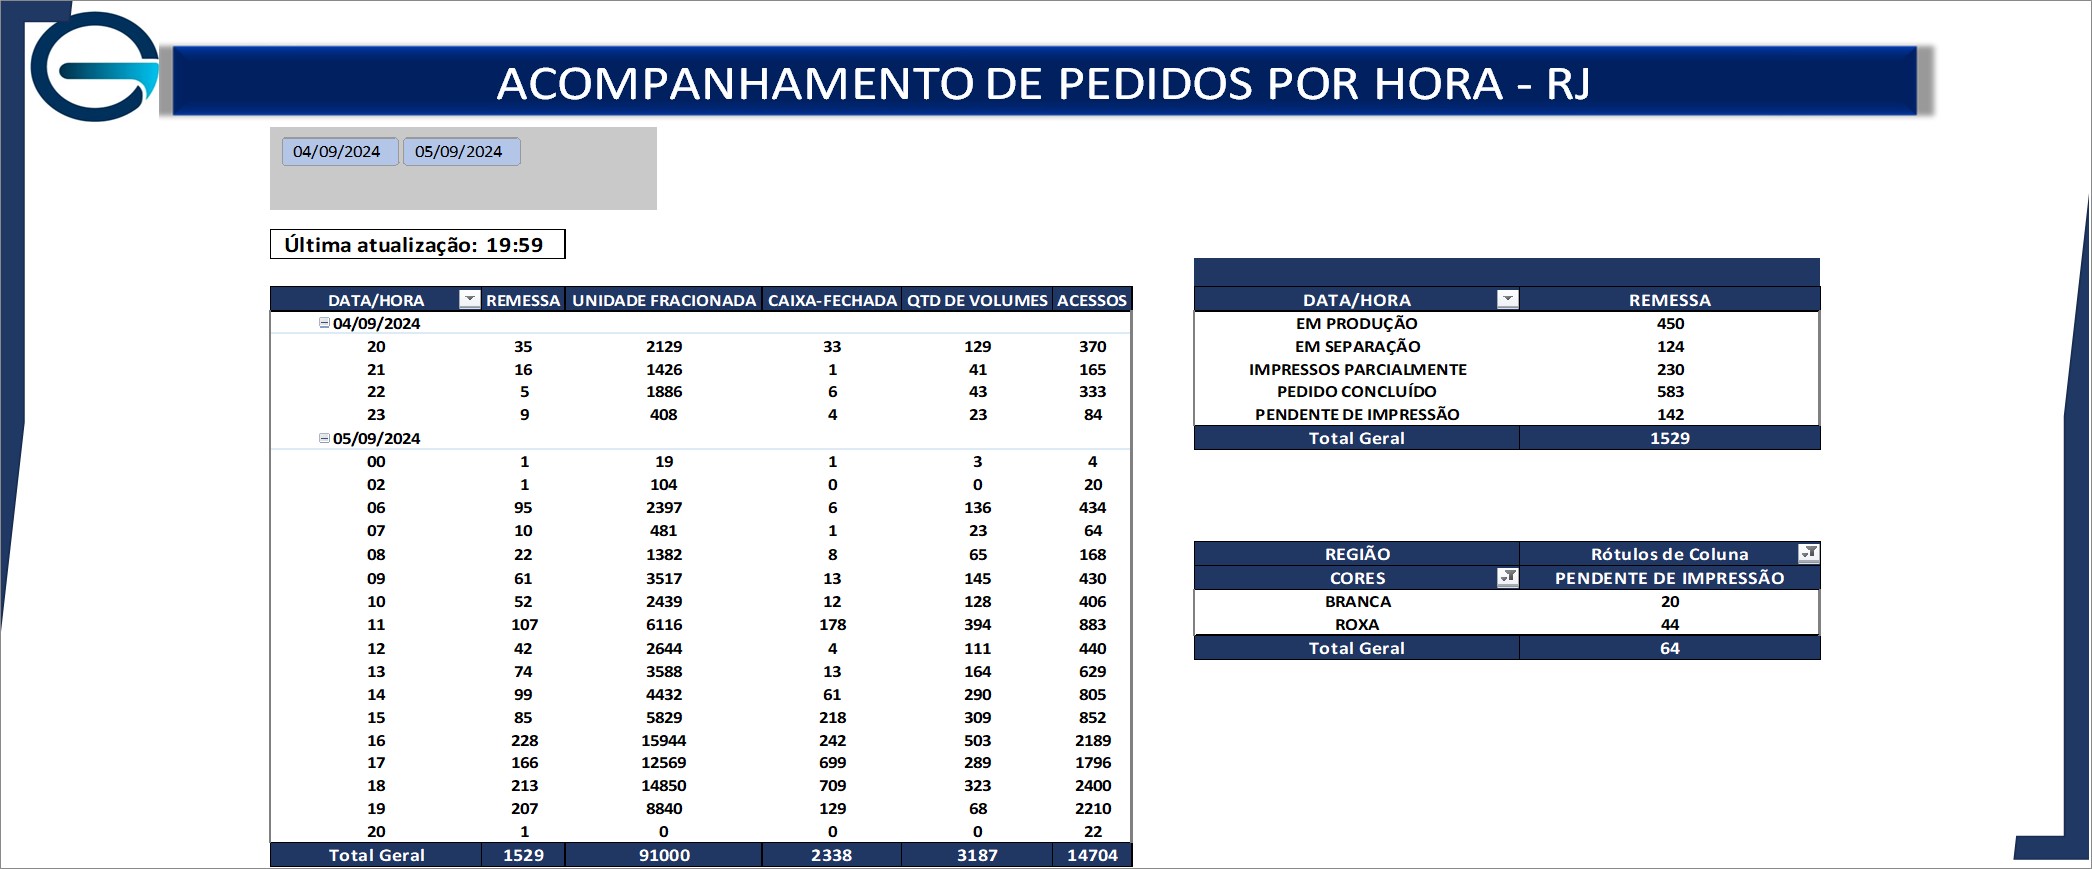 ACOMPANHAMENTO DE PEDIDOS POR HORA - RJ
04/09/2024 05/09/2024
Última atualização: 19:59
DATA/HORA REMESSA UNIDADE FRACIONADA CAIXA-FECHADA QTD DE VOLUMES ACESSOS
04/09/2024
20 35 2129 33 129 370
21 16 1426 1 41 165
22 5 1886 6 43 333
23 9 408 4 23 84
05/09/2024
00 1 19 1 3 4
02 1 104 0 0 20
06 95 2397 6 136 434
07 10 481 1 23 64
08 22 1382 8 65 168
09 61 3517 13 145 430
10 52 2439 12 128 406
11 107 6116 178 394 883
12 42 2644 4 111 440
13 74 3588 13 164 629
14 99 4432 61 290 805
15 85 5829 218 309 852
16 228 15944 242 503 2189
17 166 12569 699 289 1796
18 213 14850 709 323 2400
19 207 8840 129 68 2210
20 1 0 0 0 22
Total Geral 1529 91000 2338 3187 14704
DATA/HORA REMESSA
EM PRODUÇÃO 450
EM SEPARAÇÃO 124
IMPRESSOS PARCIALMENTE 230
PEDIDO CONCLUÍDO 583
PENDENTE DE IMPRESSÃO 142
Total Geral 1529
REGIÃO Rótulos de Coluna
CORES PENDENTE DE IMPRESSÃO
BRANCA 20
ROXA 44
Total Geral 64